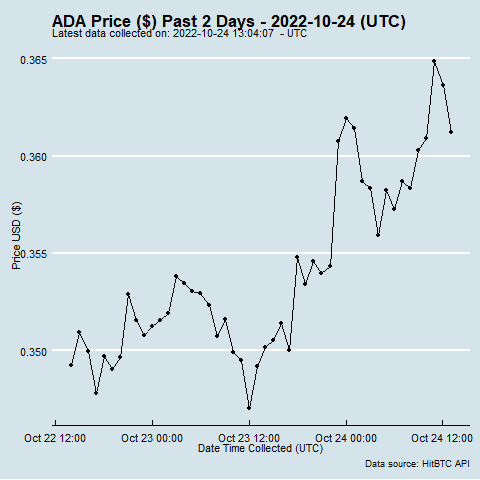 ADA Price ($) Past 2 Days - 2022-10-24 (UTC)
Latest data collected on: 2022-10-24 13:04:07 - UTC
0.365
0.360
0.355
0.350
Price USD ($)
Oct 22 12:00 Oct 23 00:00 Oct 23 12:00 Oct 24 00:00 Oct 24 12:00
Date Time Collected (UTC)
Data source: HitBTC API